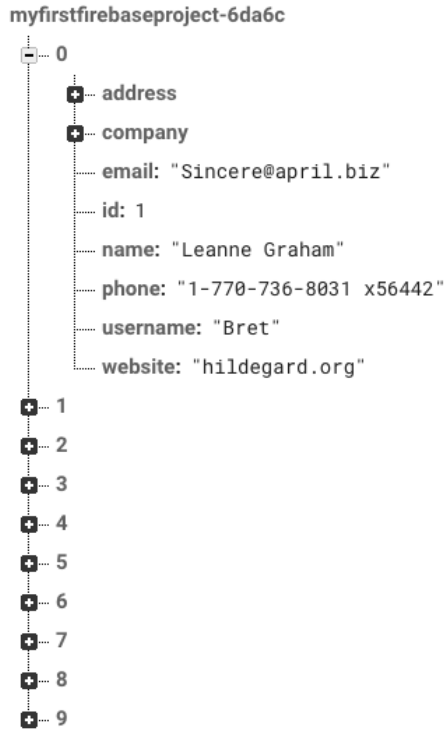 myfirstfirebaseproject-6da6c
0
address
company
email: "Sincere@april.biz"
id: 1
name: "Leanne Graham"
phone: "1-770-736-8031 x56442"
username: "Bret"
website: "hildegard.org"
1
2
3
4
5
6
7
8
9